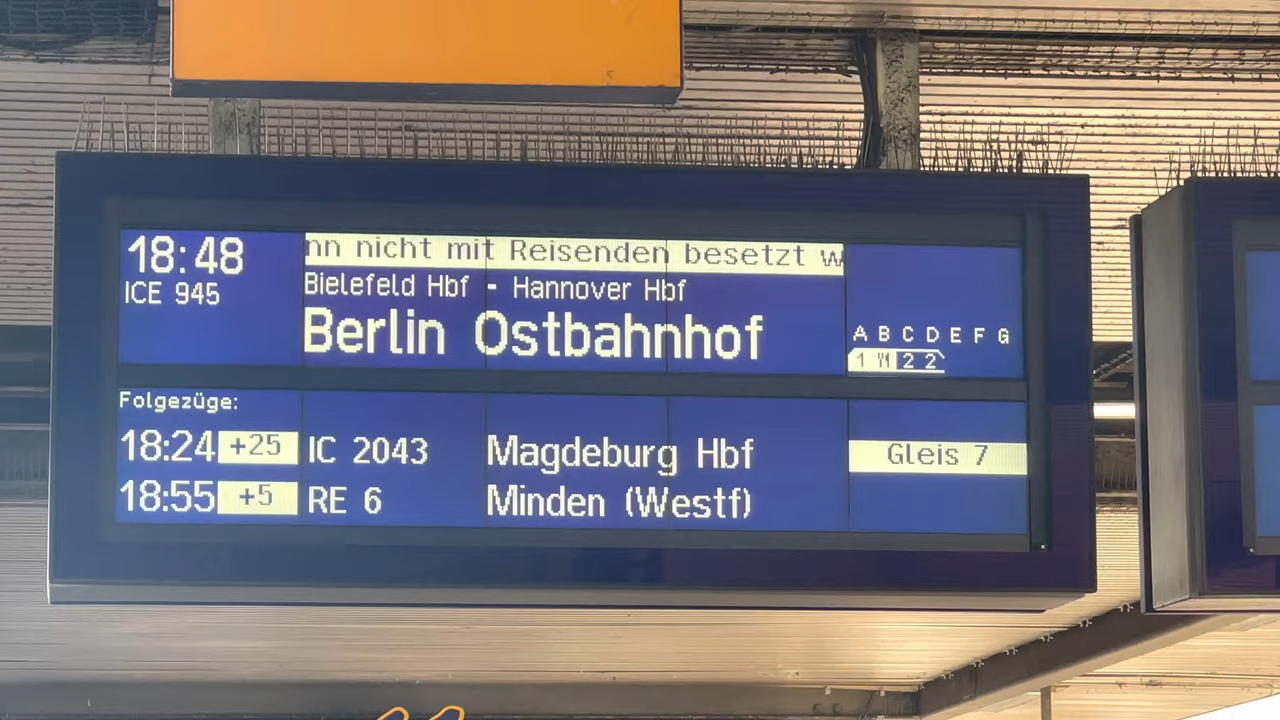 18:48
nn nicht mit Reisenden besetzt w
ICE 945
Bielefeld Hbf - Hannover Hbf
Berlin Ostbahnhof
A B C D E F G
1 2 2
Folgezüge:
18:24 +25 IC 2043 Magdeburg Hbf Gleis 7
18:55 +5 RE 6 Minden (Westf)